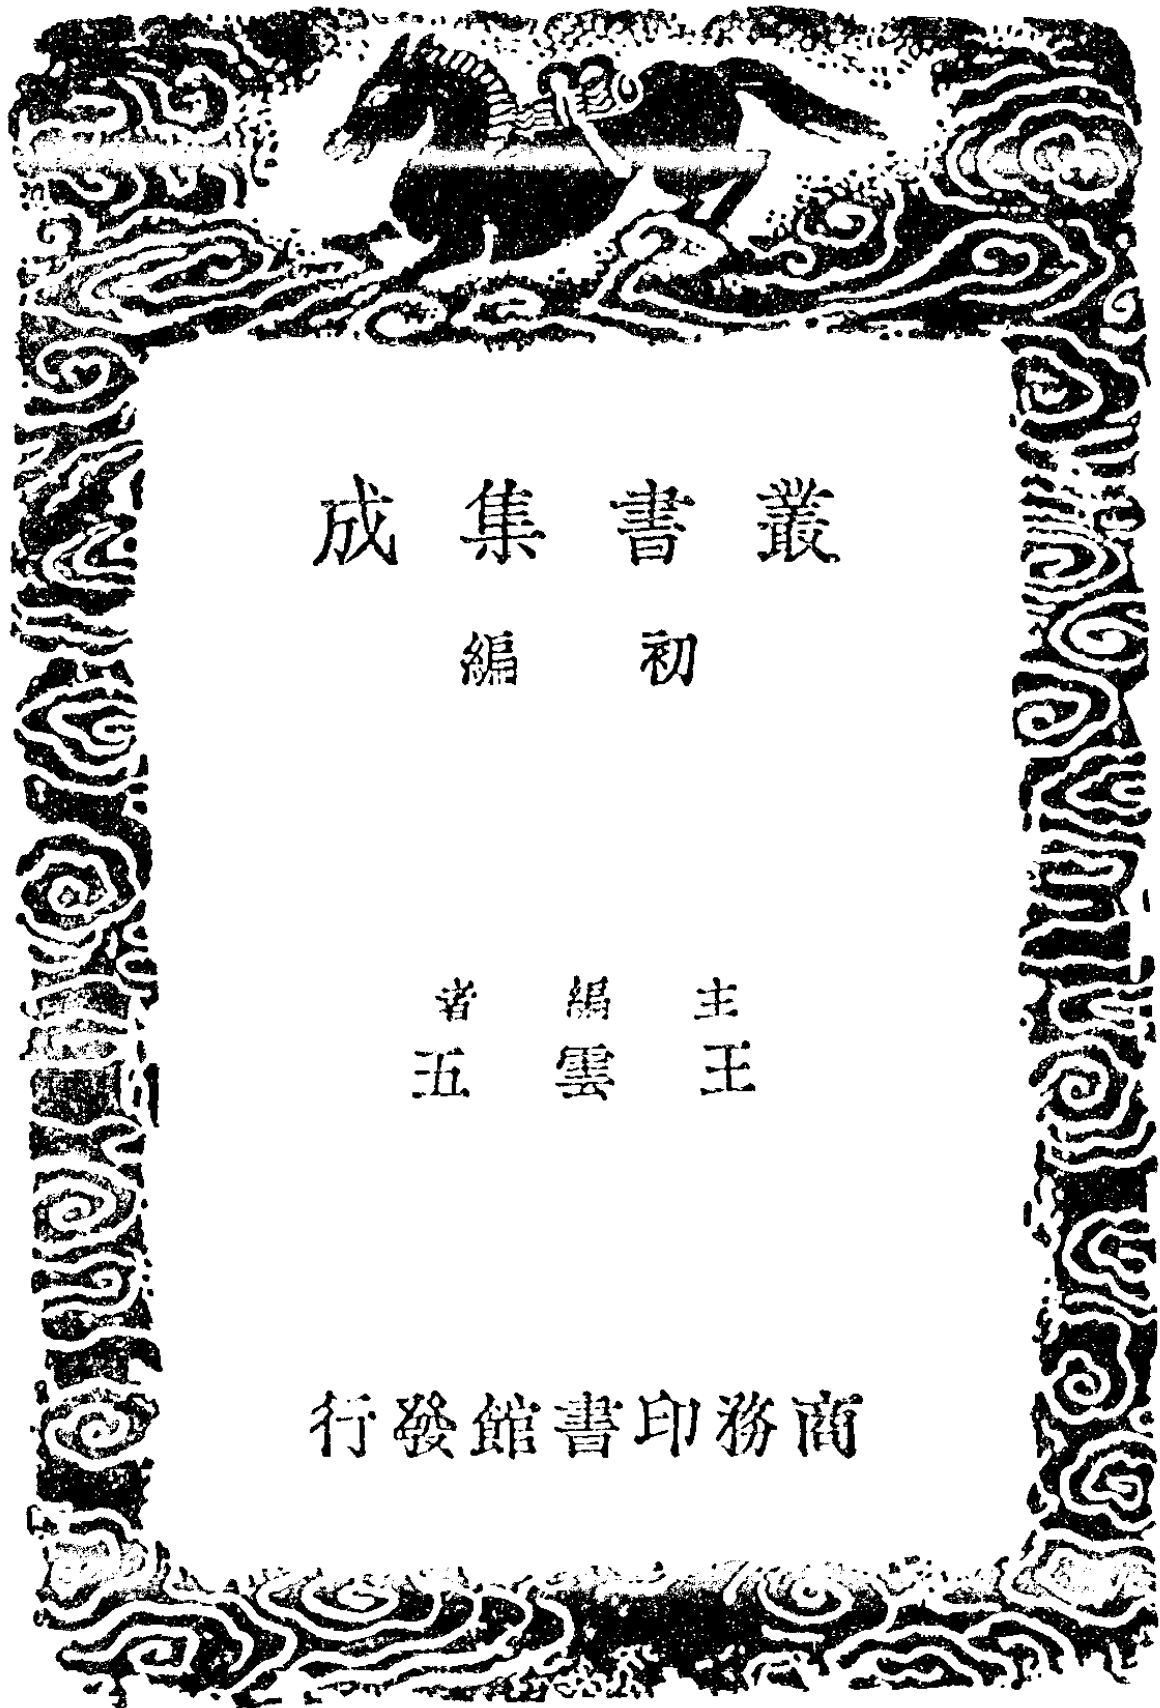 叢書集成
初編
主編者
王雲五
商務印書館發行